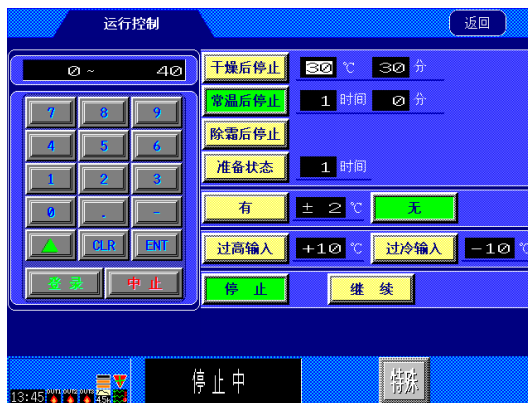 运行控制 返回
0 ~ 40
干燥后停止 30 ℃ 30 分
7 8 9
常温后停止 1 时间 0 分
4 5 6
除霜后停止
1 2 3
准备状态 1 时间
0 . -
有 ± 2 ℃ 无
▲ CLR ENT
过高输入 +10 ℃ 过冷输入 -10 ℃
登录 中止
停止 继续
OUT1 OUT2 OUT3
13:45 45h 停止中 特殊